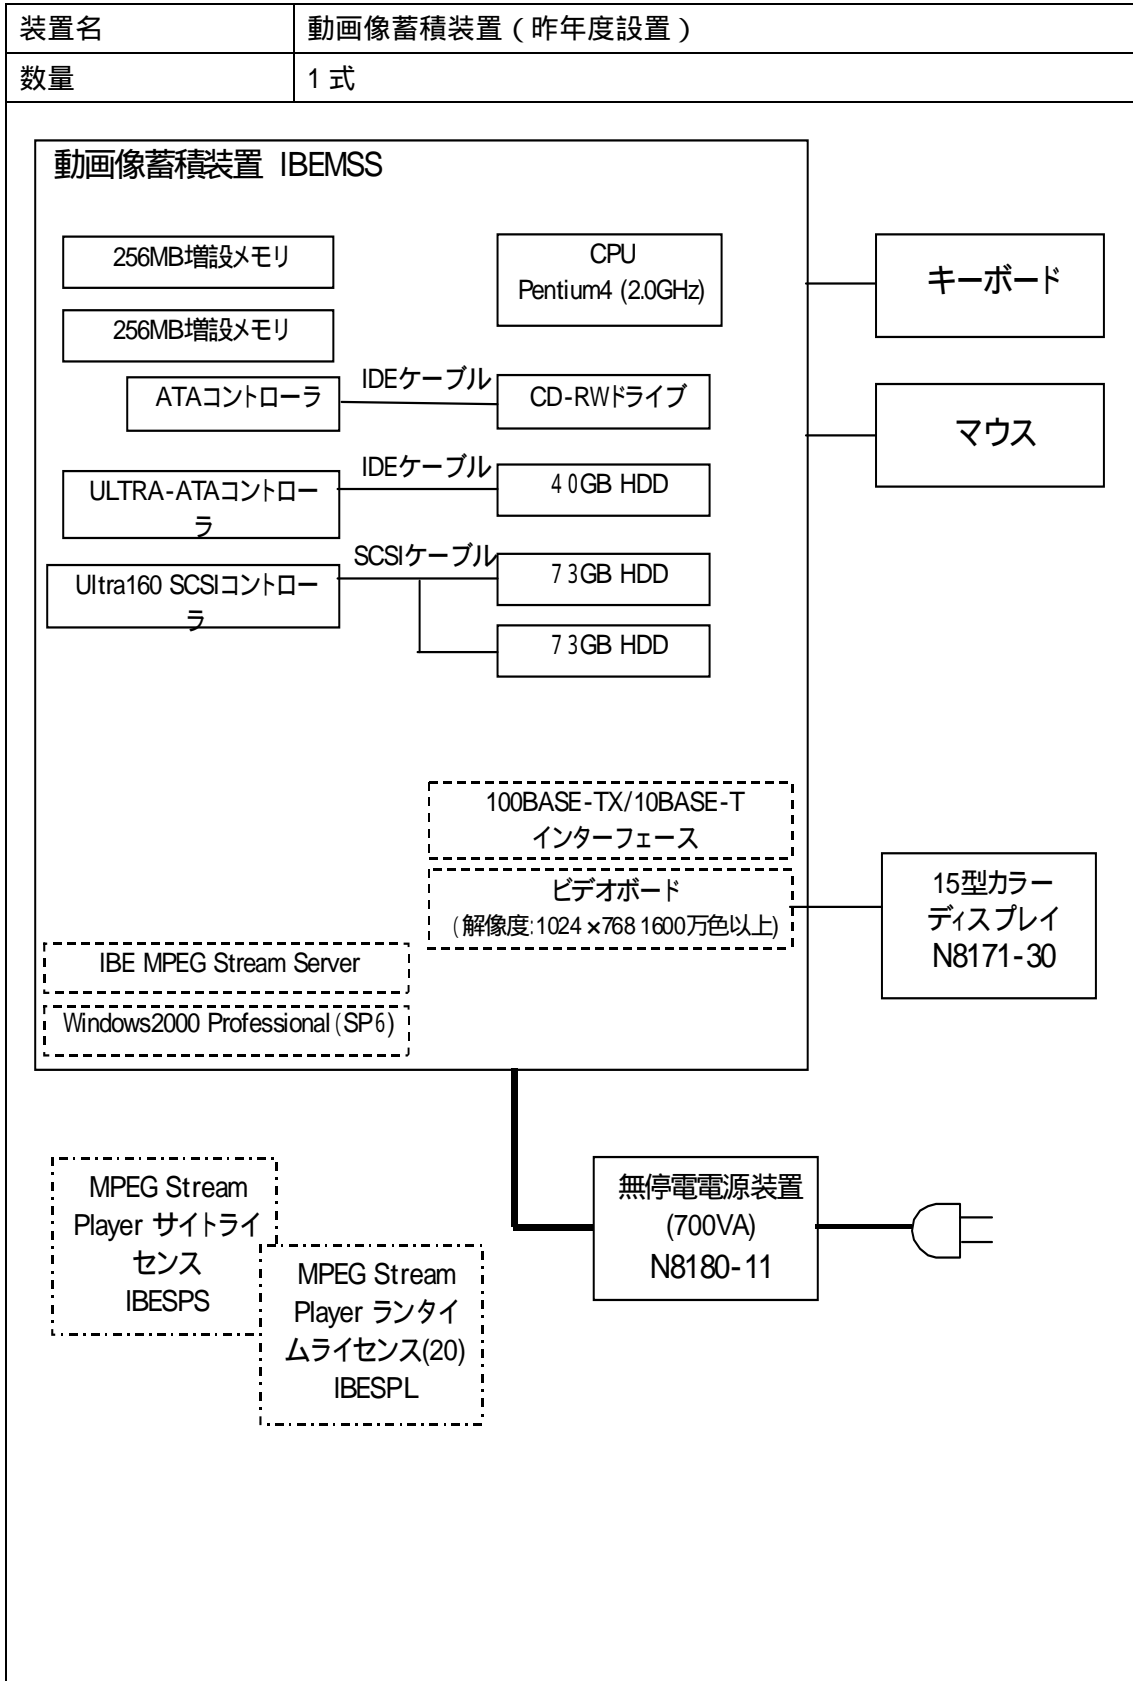 装置名 動画像蓄積装置（昨年度設置）
数量 1 式
動画像蓄積装置 IBEMSS
256MB増設メモリ
256MB増設メモリ
CPU
Pentium4 (2.0GHz)
キーボード
マウス
ATAコントローラ
IDEケーブル
CD-RWドライブ
ULTRA-ATAコントロー
ラ
IDEケーブル
40GB HDD
Ultra160 SCSIコントロー
ラ
SCSIケーブル
73GB HDD
73GB HDD
100BASE-TX/10BASE-T
インターフェース
ビデオボード
(解像度:1024×768 1600万色以上)
15型カラー
ディスプレイ
N8171-30
IBE MPEG Stream Server
Windows2000 Professional(SP6)
MPEG Stream
Player サイトライ
センス
IBESPS
MPEG Stream
Player ランタイ
ムライセンス(20)
IBESPL
無停電電源装置
(700VA)
N8180-11